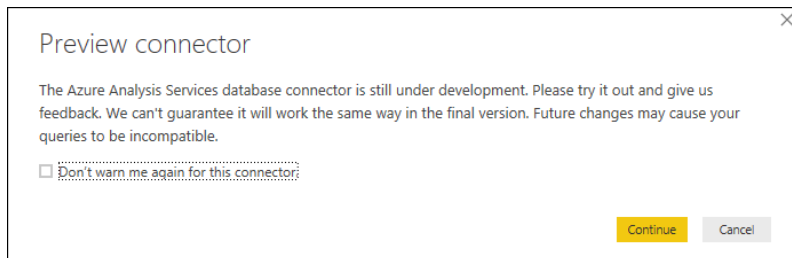 Preview connector
The Azure Analysis Services database connector is still under development. Please try it out and give us
feedback. We can't guarantee it will work the same way in the final version. Future changes may cause your
queries to be incompatible.
Don't warn me again for this connector.
Continue Cancel